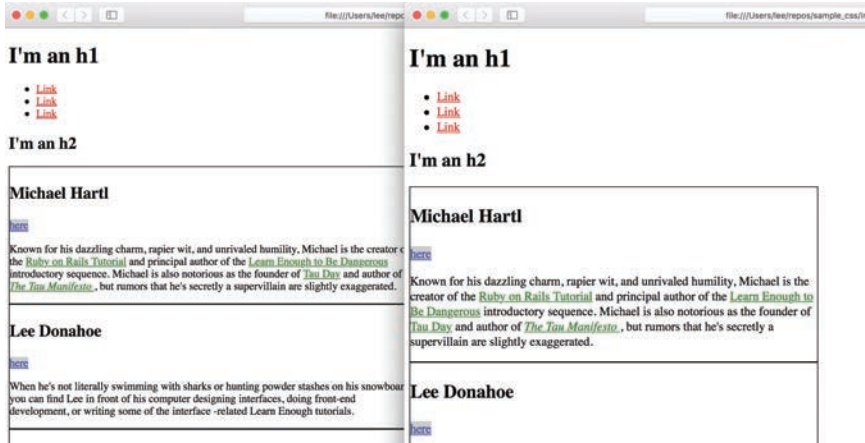 file:///Users/lee/repo
I'm an h1
Link
Link
Link
I'm an h2
Michael Hartl
here
Known for his dazzling charm, rapier wit, and unrivaled humility, Michael is the creator
the Ruby on Rails Tutorial and principal author of the Learn Enough to Be Dangerous
introductory sequence. Michael is also notorious as the founder of Tau Day and author of
The Tau Manifesto , but rumors that he's secretly a supervillain are slightly exaggerated.
Lee Donahoe
here
When he's not literally swimming with sharks or hunting powder stashes on his snowboar
you can find Lee in front of his computer designing interfaces, doing front-end
development, or writing some of the interface -related Learn Enough tutorials.
file:///Users/lee/repos/sample_css/i
I'm an h1
Link
Link
Link
I'm an h2
Michael Hartl
here
Known for his dazzling charm, rapier wit, and unrivaled humility, Michael is the
creator of the Ruby on Rails Tutorial and principal author of the Learn Enough to
Be Dangerous introductory sequence. Michael is also notorious as the founder of
Tau Day and author of The Tau Manifesto , but rumors that he's secretly a
supervillain are slightly exaggerated.
Lee Donahoe
here